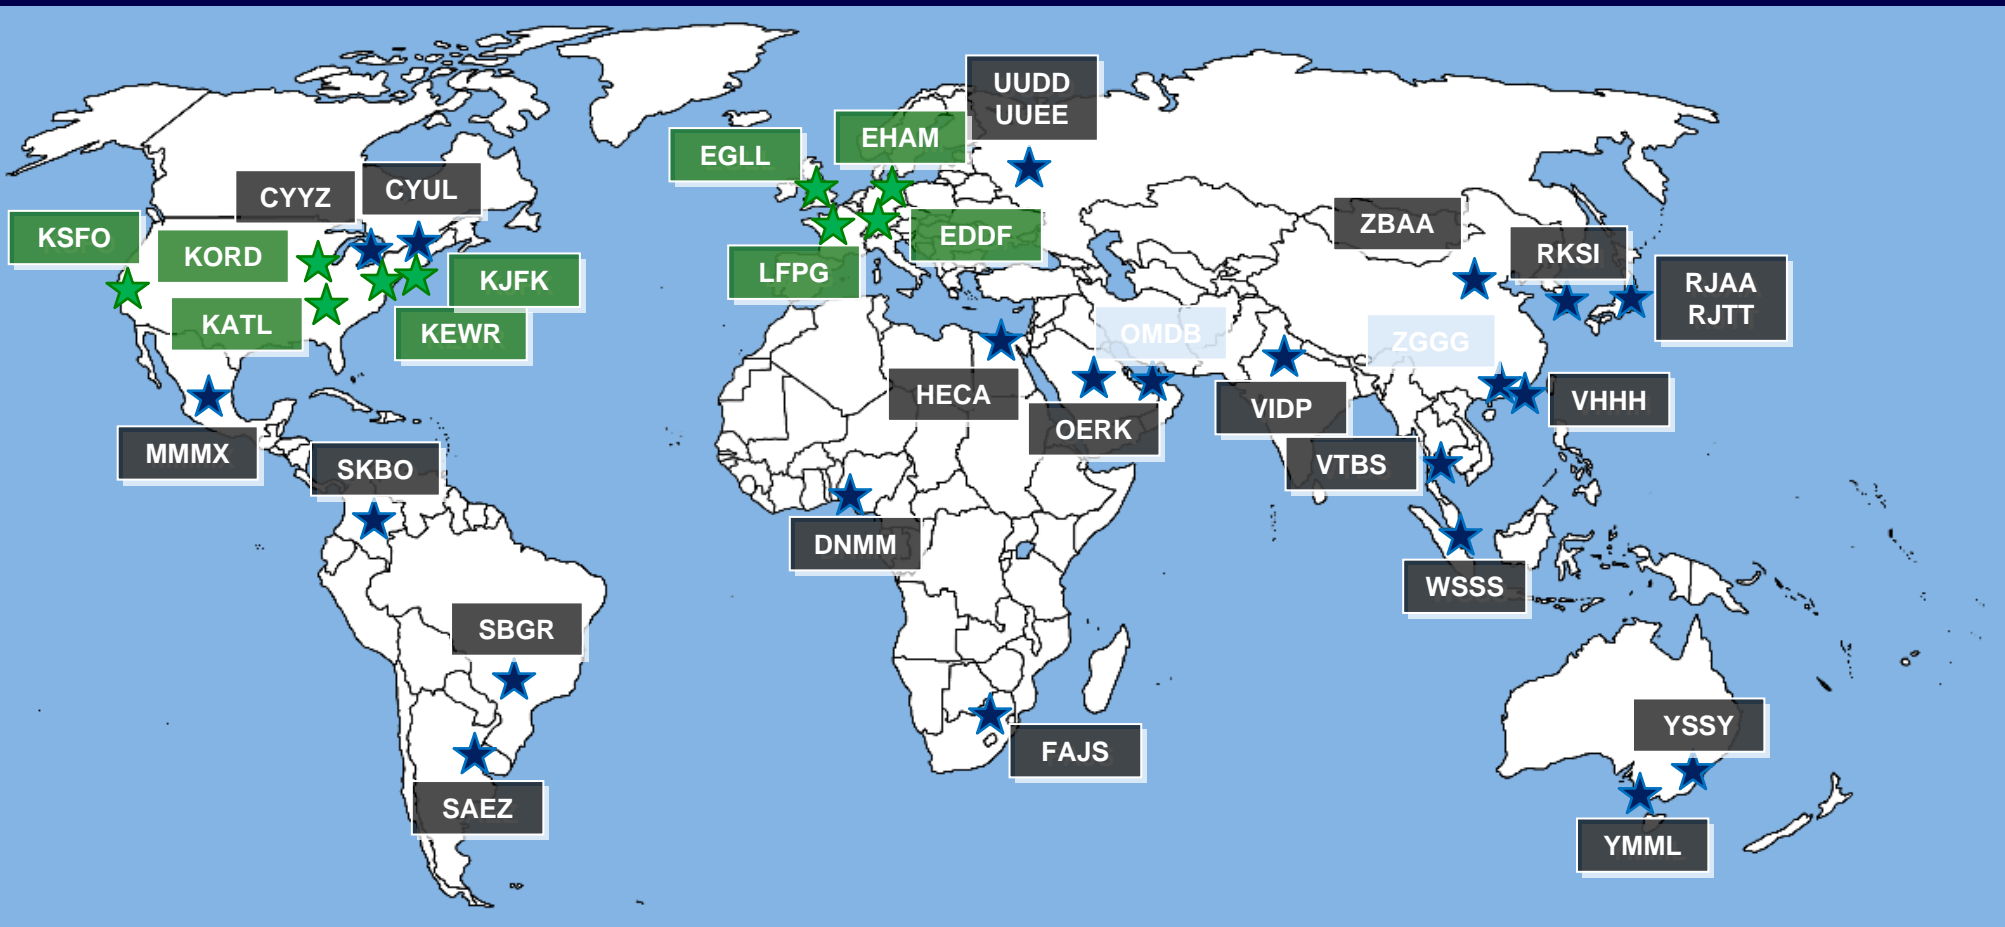 UUDD
UUEE
EHAM
EGLL
CYUL
CYYZ
KSFO
KORD
KJFK
KATL
KEWR
LFPG
EDDF
ZBAA
RKSI
RJAA
RJTT
OMDB
ZGGG
HECA
OERK
VIDP
VHHH
MMMX
SKBO
VTBS
DNMM
WSSS
SBGR
FAJS
YSSY
SAEZ
YMML